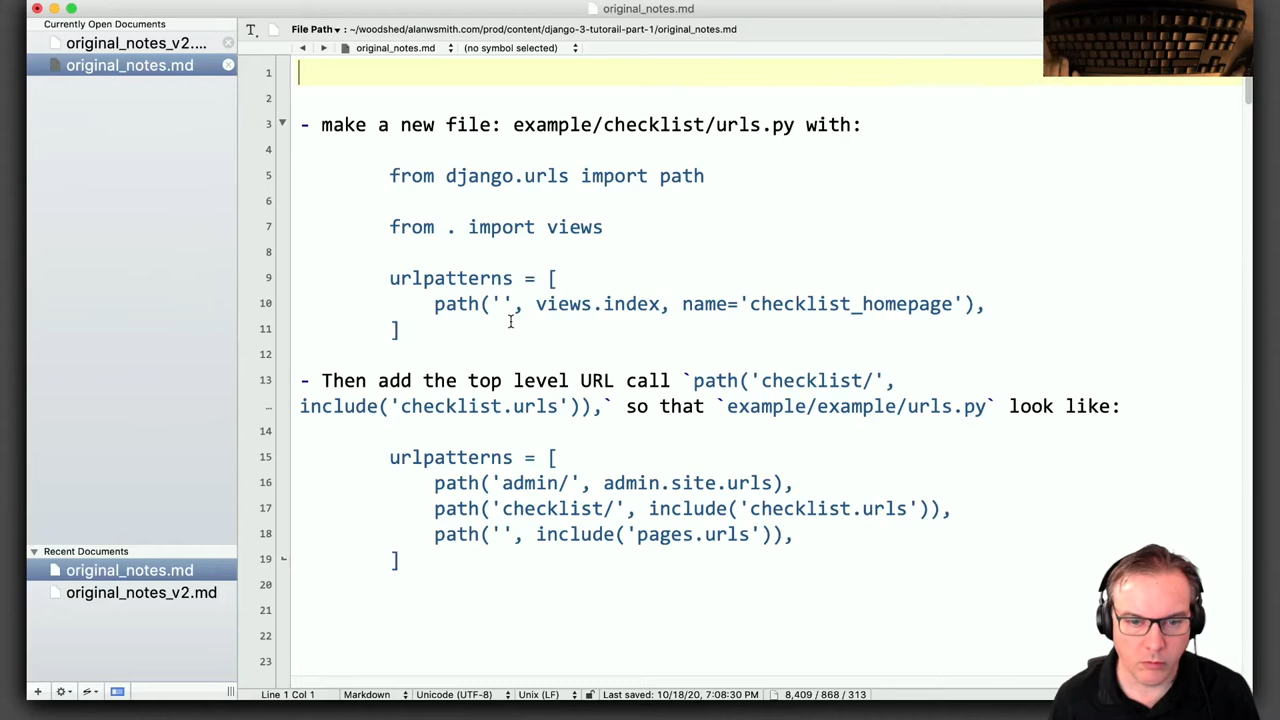 original_notes.md
Currently Open Documents
original_notes_v2....
original_notes.md
File Path ▾ : ~/woodshed/alanwsmith.com/prod/content/django-3-tutorail-part-1/original_notes.md
original_notes.md
(no symbol selected)
1
2
3 - make a new file: example/checklist/urls.py with:
4
5 from django.urls import path
6
7 from . import views
8
9 urlpatterns = [
10 path('', views.index, name='checklist_homepage'),
11 ]
12
13 - Then add the top level URL call `path('checklist/',
… include('checklist.urls')),` so that `example/example/urls.py` look like:
14
15 urlpatterns = [
16 path('admin/', admin.site.urls),
17 path('checklist/', include('checklist.urls')),
18 path('', include('pages.urls')),
19 ]
20
21
22
23
Recent Documents
original_notes.md
original_notes_v2.md
Line 1 Col 1
Markdown
Unicode (UTF-8)
Unix (LF)
Last saved: 10/18/20, 7:08:30 PM
8,409 / 868 / 313